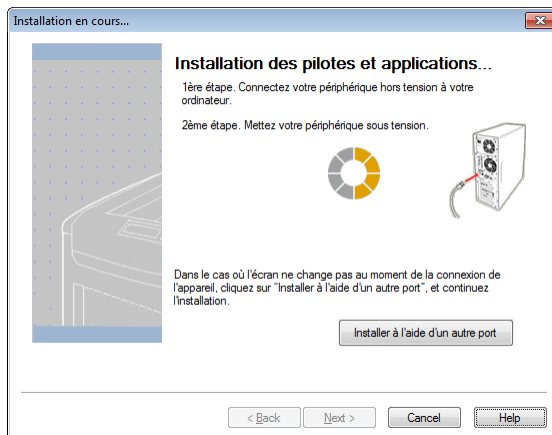 Installation en cours...
Installation des pilotes et applications...
1ère étape. Connectez votre périphérique hors tension à votre
ordinateur.
2ème étape. Mettez votre périphérique sous tension.
Dans le cas où l'écran ne change pas au moment de la connexion de
l'appareil, cliquez sur "Installer à l'aide d'un autre port", et continuez
l'installation.
Installer à l'aide d'un autre port
< Back
Next >
Cancel
Help